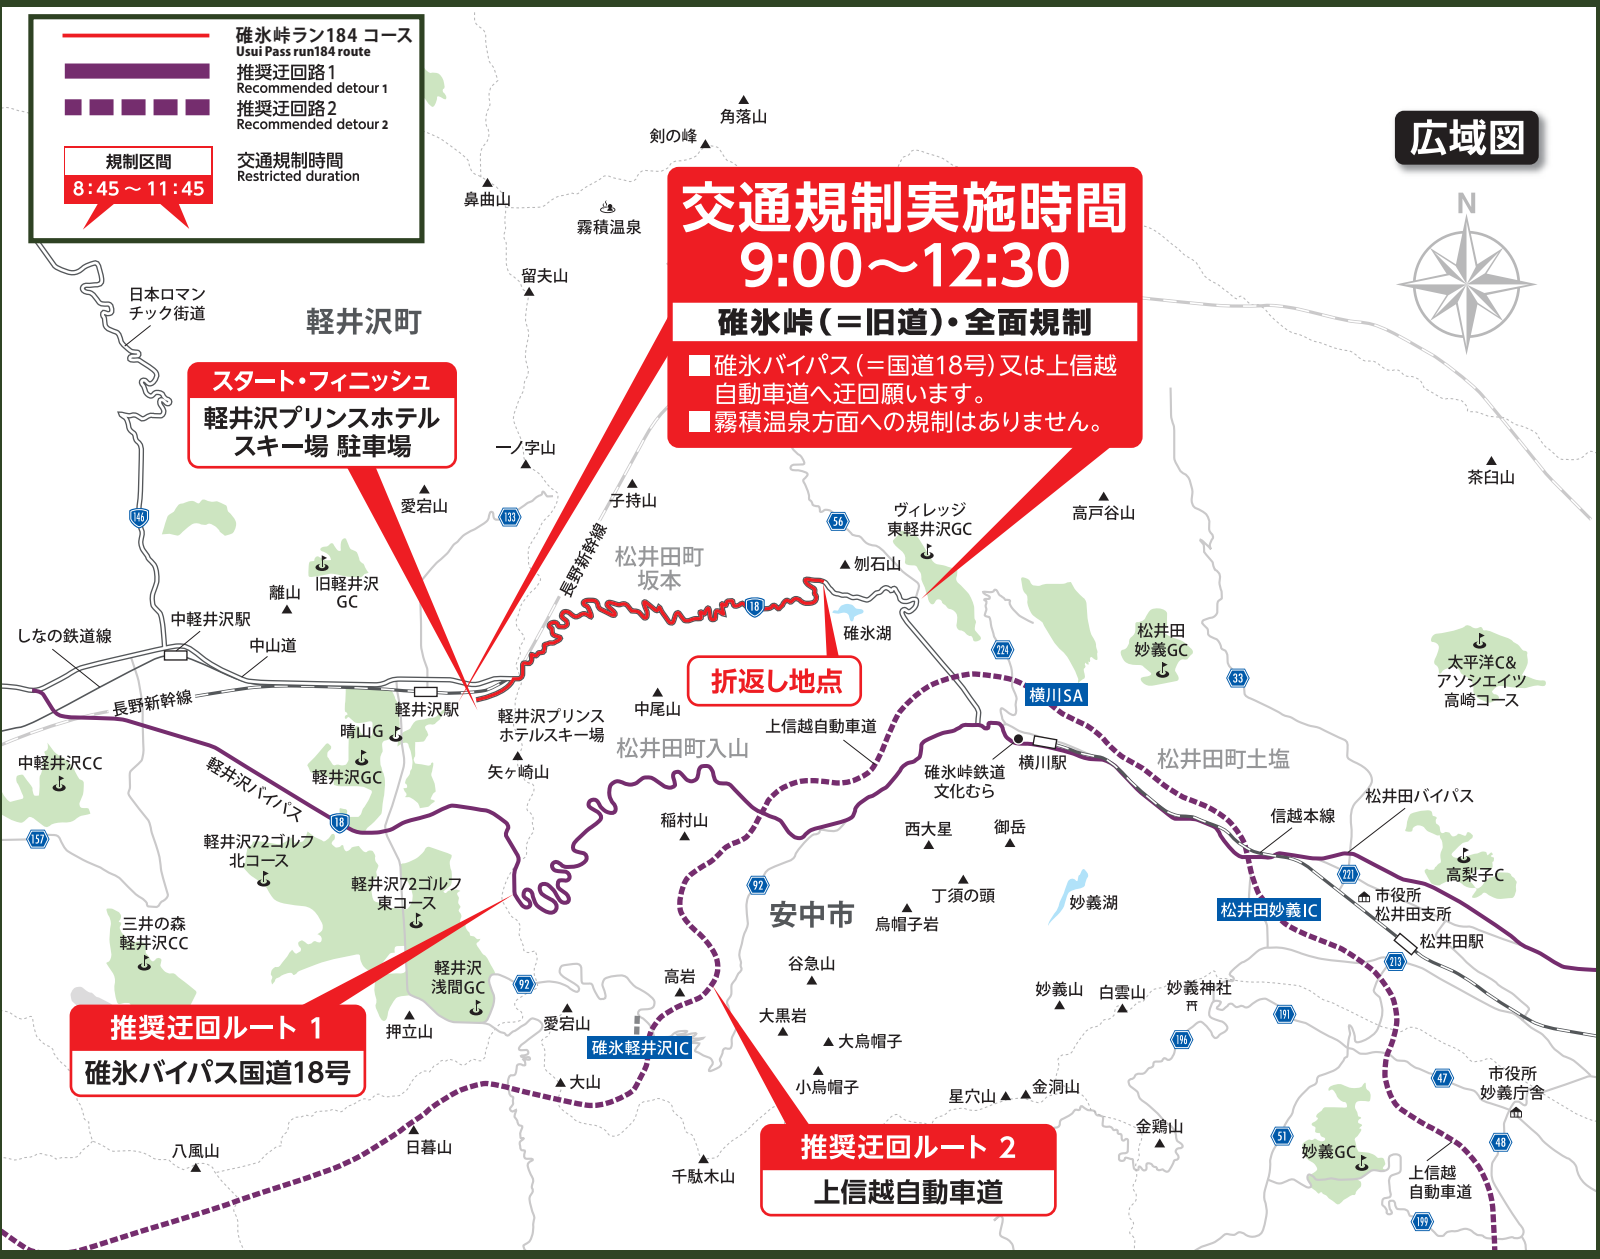 碓氷峠ラン184 コース
Usui Pass run184 route
推奨迂回路1
Recommended detour 1
推奨迂回路2
Recommended detour 2
規制区間
8:45 ～ 11:45
交通規制時間
Restricted duration
広域図
N
角落山
剣の峰
鼻曲山
霧積温泉
留夫山
交通規制実施時間
9:00～12:30
碓氷峠(＝旧道)・全面規制
■碓氷バイパス(＝国道18号)又は上信越
自動車道へ迂回願います。
■霧積温泉方面への規制はありません。
日本ロマン
チック街道
軽井沢町
スタート・フィニッシュ
軽井沢プリンスホテル
スキー場 駐車場
一ノ字山
愛宕山
子持山
146
133
56
長野新幹線
松井田町
坂本
ヴィレッジ
東軽井沢GC
高戸谷山
茶臼山
刎石山
旧軽井沢
GC
離山
18
碓氷湖
中軽井沢駅
しなの鉄道線
中山道
224
松井田
妙義GC
33
太平洋C&
アソシエイツ
高崎コース
折返し地点
横川SA
長野新幹線
軽井沢駅
軽井沢プリンス
ホテルスキー場
中尾山
晴山G
松井田町入山
上信越自動車道
中軽井沢CC
軽井沢バイパス
軽井沢GC
矢ヶ崎山
碓氷峠鉄道
文化むら
横川駅
松井田町土塩
松井田バイパス
信越本線
157
18
稲村山
西大星
御岳
軽井沢72ゴルフ
北コース
軽井沢72ゴルフ
東コース
92
丁須の頭
安中市
烏帽子岩
妙義湖
221
高梨子C
市役所
松井田支所
松井田妙義IC
松井田駅
三井の森
軽井沢CC
軽井沢
浅間GC
92
高岩
谷急山
213
妙義山
白雲山
妙義神社
押立山
愛宕山
碓氷軽井沢IC
大黒岩
大烏帽子
191
196
推奨迂回ルート 1
碓氷バイパス国道18号
大山
小烏帽子
星穴山
金洞山
47
市役所
妙義庁舎
推奨迂回ルート 2
上信越自動車道
金鶏山
51
48
八風山
日暮山
千駄木山
妙義GC
上信越
自動車道
199